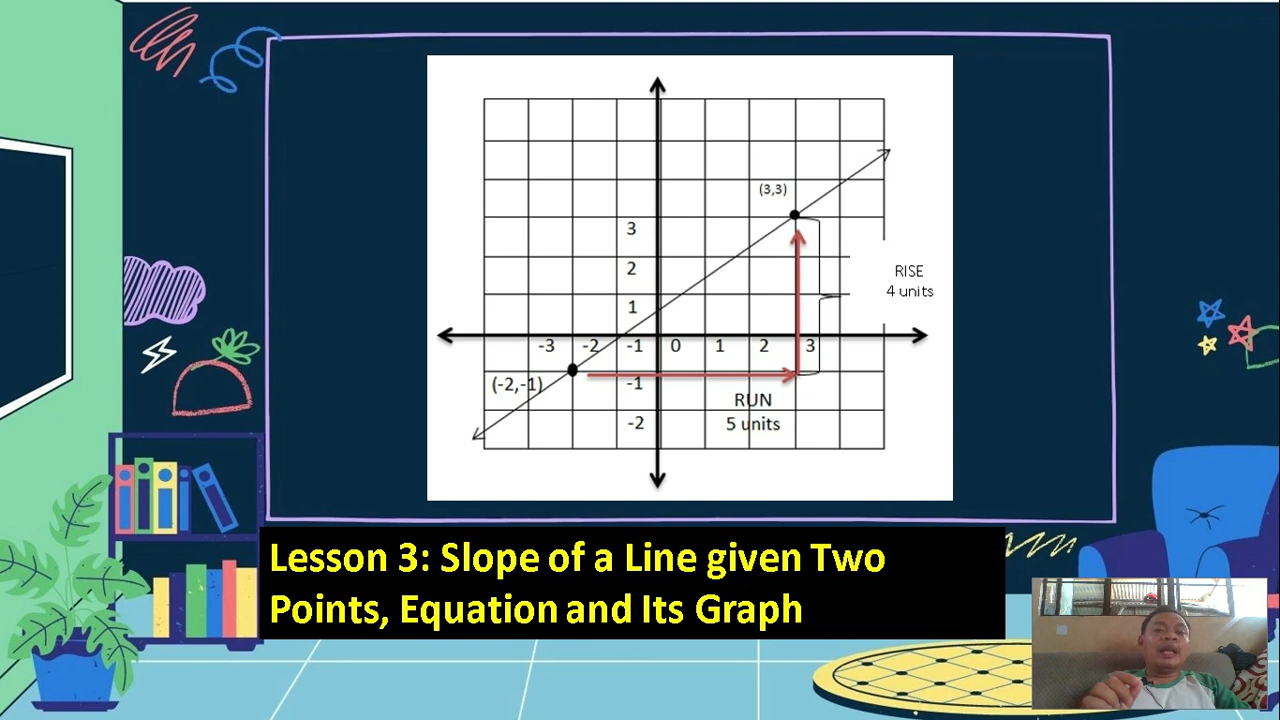 (3,3)
3
2
1
RISE
4 units
-3 -2 -1 0 1 2 3
(-2,-1)
-1
RUN
-2
5 units
Lesson 3: Slope of a Line given Two
Points, Equation and Its Graph